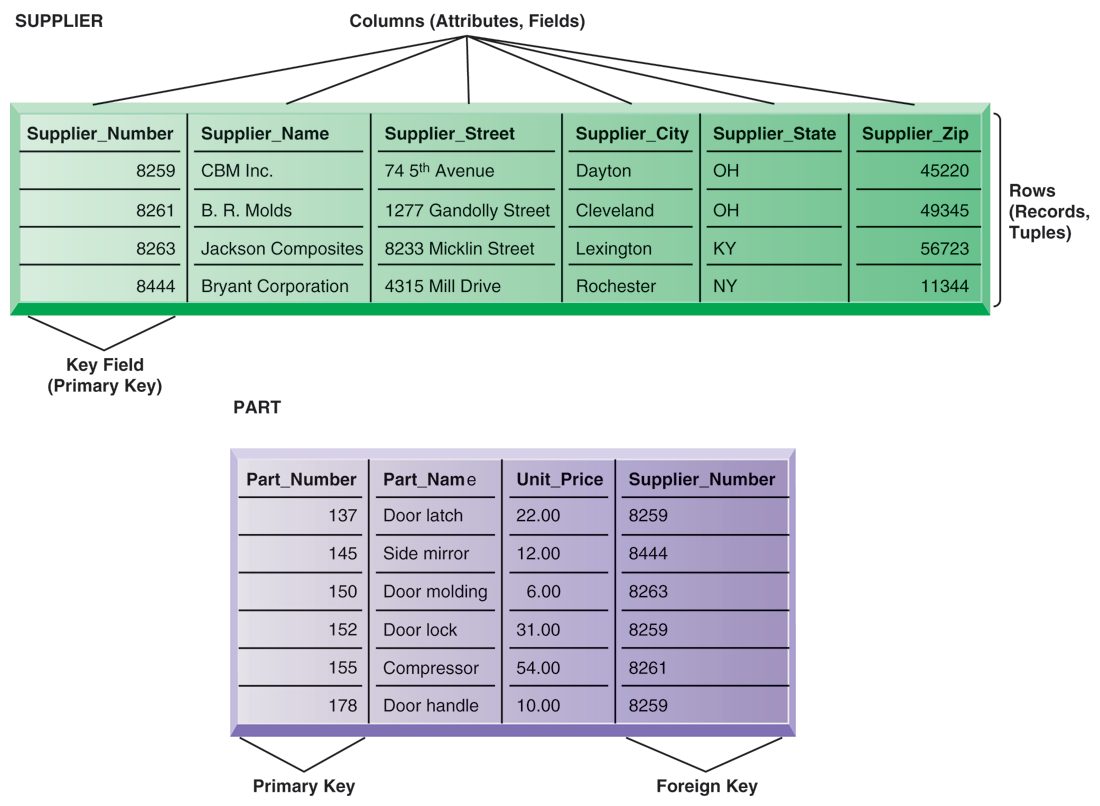 SUPPLIER
Columns (Attributes, Fields)
Supplier_Number Supplier_Name Supplier_Street Supplier_City Supplier_State Supplier_Zip
8259 CBM Inc. 74 5th Avenue Dayton OH 45220
8261 B. R. Molds 1277 Gandolly Street Cleveland OH 49345
8263 Jackson Composites 8233 Micklin Street Lexington KY 56723
8444 Bryant Corporation 4315 Mill Drive Rochester NY 11344
Rows
(Records,
Tuples)
Key Field
(Primary Key)
PART
Part_Number Part_Name Unit_Price Supplier_Number
137 Door latch 22.00 8259
145 Side mirror 12.00 8444
150 Door molding 6.00 8263
152 Door lock 31.00 8259
155 Compressor 54.00 8261
178 Door handle 10.00 8259
Primary Key
Foreign Key